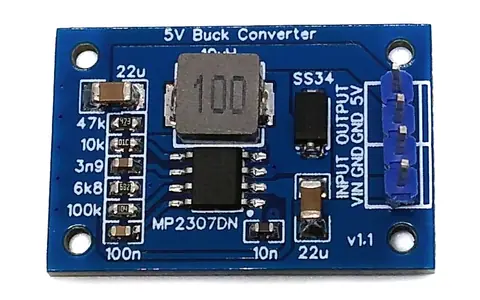 5V Buck Converter
10uH
22u
100
SS34
47k
10k
3n9
6k8
100k
100n
MP2307DN
10n
22u
OUTPUT
GND 5V
INPUT
VIN GND
v1.1